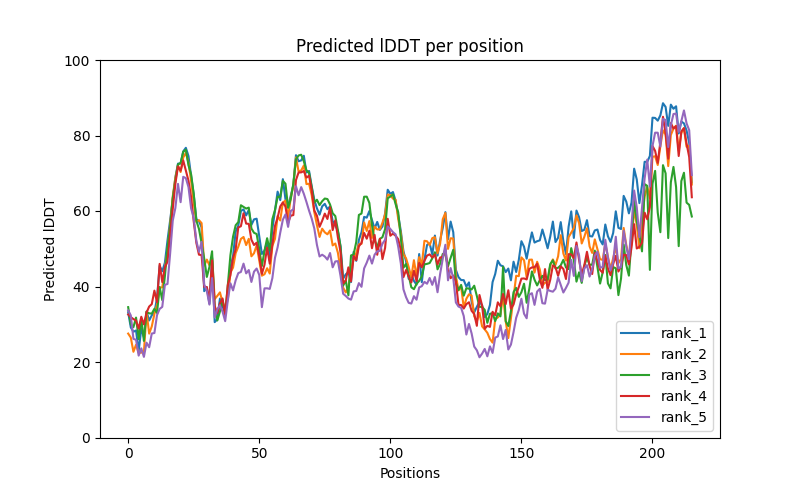 Predicted lDDT per position
Predicted lDDT
100
80
60
40
20
0
0 50 100 150 200
Positions
rank_1
rank_2
rank_3
rank_4
rank_5